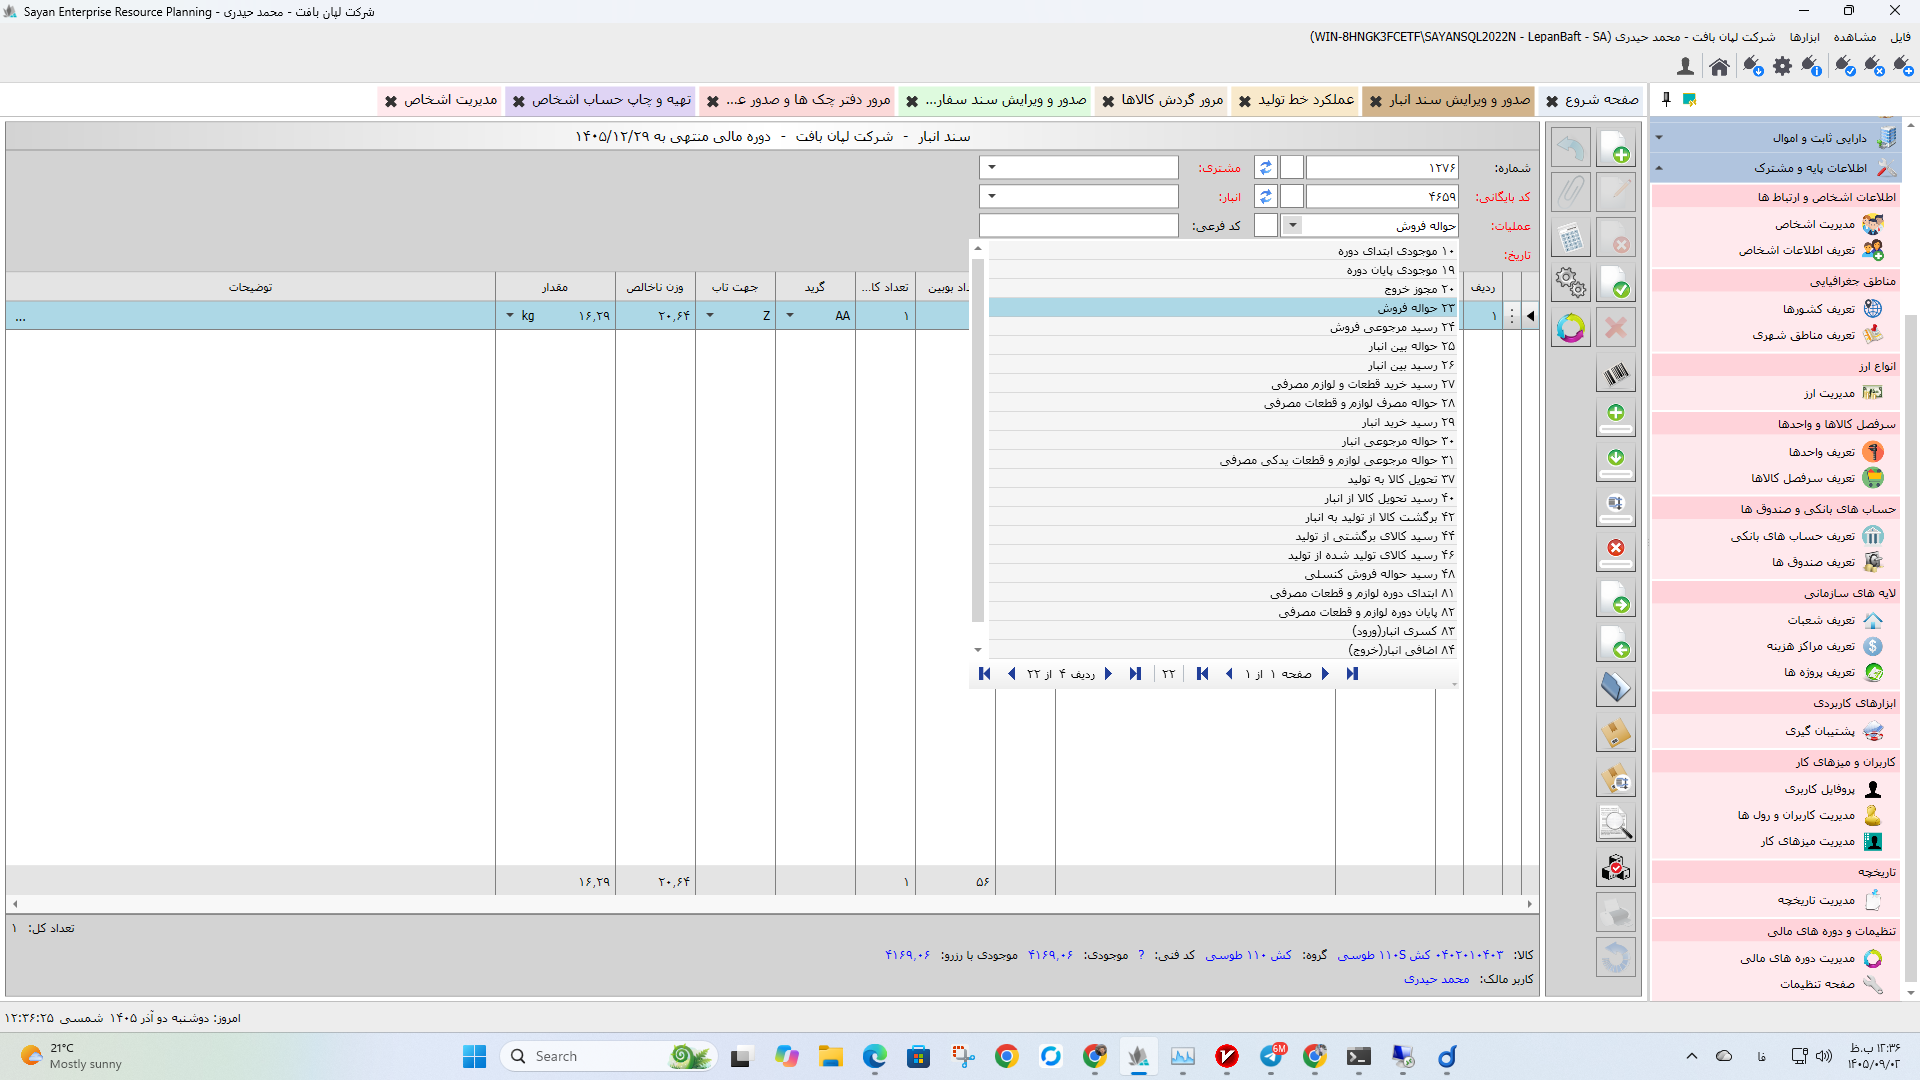 Sayan Enterprise Resource Planning - شرکت لپان بافت - محمد حیدری
فایل
مشاهده
ابزارها
شرکت لپان بافت - محمد حیدری (WIN-8HNGK3FCETF\SAYANSQL2022N - LepanBaft - SA)
صفحه شروع
صدور و ویرایش سند انبار
عملکرد خط تولید
مرور گردش کالاها
صدور و ویرایش سند سفار...
مرور دفتر چک ها و صدور ع...
تهیه و چاپ حساب اشخاص
مدیریت اشخاص
سند انبار - شرکت لپان بافت - دوره مالی منتهی به ۱۴۰۵/۱۲/۲۹
شماره: ۱۲۷۶
مشتری:
کد بایگانی: ۴۶۵۹
انبار:
عملیات: حواله فروش
کد فرعی:
تاریخ:
ردیف
داد بوبین
تعداد کا...
گرید
جهت تاب
وزن ناخالص
مقدار
توضیحات
۱
۱
AA
Z
۲۰,۶۴
۱۶,۲۹ kg
...
۱۰ موجودی ابتدای دوره
۱۹ موجودی پایان دوره
۲۰ مجوز خروج
۲۳ حواله فروش
۲۴ رسید مرجوعی فروش
۲۵ حواله بین انبار
۲۶ رسید بین انبار
۲۷ رسید خرید قطعات و لوازم مصرفی
۲۸ حواله مصرف لوازم و قطعات مصرفی
۲۹ رسید خرید انبار
۳۰ حواله مرجوعی انبار
۳۱ حواله مرجوعی لوازم و قطعات یدکی مصرفی
۳۷ تحویل کالا به تولید
۴۰ رسید تحویل کالا از انبار
۴۲ برگشت کالا از تولید به انبار
۴۴ رسید کالای برگشتی از تولید
۴۶ رسید کالای تولید شده از تولید
۴۸ رسید حواله فروش کنسلی
۸۱ ابتدای دوره لوازم و قطعات مصرفی
۸۲ پایان دوره لوازم و قطعات مصرفی
۸۳ کسری انبار(ورود)
۸۴ اضافی انبار(خروج)
ردیف ۴ از ۲۲
۲۲
صفحه ۱ از ۱
۵۶
۱
۲۰,۶۴
۱۶,۲۹
تعداد کل: ۱
کالا: ۰۴۰۲۰۱۰۴۰۳ کش ۱۱۰S طوسی گروه: کش ۱۱۰ طوسی کد فنی: ? موجودی: ۴۱۶۹,۰۶ موجودی با رزرو: ۴۱۶۹,۰۶
کاربر مالک: محمد حیدری
دارایی ثابت و اموال
اطلاعات پایه و مشترک
اطلاعات اشخاص و ارتباط ها
مدیریت اشخاص
تعریف اطلاعات اشخاص
مناطق جغرافیایی
تعریف کشورها
تعریف مناطق شهری
انواع ارز
مدیریت ارز
سرفصل کالاها و واحدها
تعریف واحدها
تعریف سرفصل کالاها
حساب های بانکی و صندوق ها
تعریف حساب های بانکی
تعریف صندوق ها
لایه های سازمانی
تعریف شعبات
تعریف مراکز هزینه
تعریف پروژه ها
ابزارهای کاربردی
پشتیبان گیری
کاربران و میزهای کار
پروفایل کاربری
مدیریت کاربران و رول ها
مدیریت میزهای کار
تاریخچه
مدیریت تاریخچه
تنظیمات و دوره های مالی
مدیریت دوره های مالی
صفحه تنظیمات
امروز: دوشنبه دو آذر ۱۴۰۵ شمسی ۱۲:۳۶:۲۵
21°C
Mostly sunny
Search
6M
فا
۱۲:۳۶ ب.ظ
۱۴۰۵/۰۹/۰۲